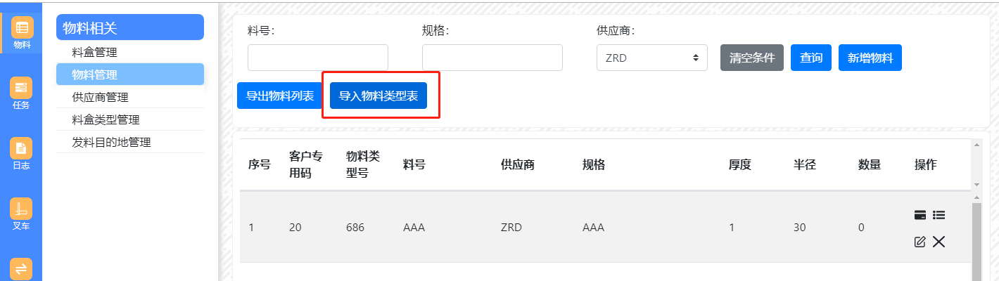 物料
任务
日志
叉车
物料相关
料盒管理
物料管理
供应商管理
料盒类型管理
发料目的地管理
料号：
规格：
供应商：
ZRD
清空条件
查询
新增物料
导出物料列表
导入物料类型表
序号
客户专
用码
物料类
型号
料号
供应商
规格
厚度
半径
数量
操作
1
20
686
AAA
ZRD
AAA
1
30
0